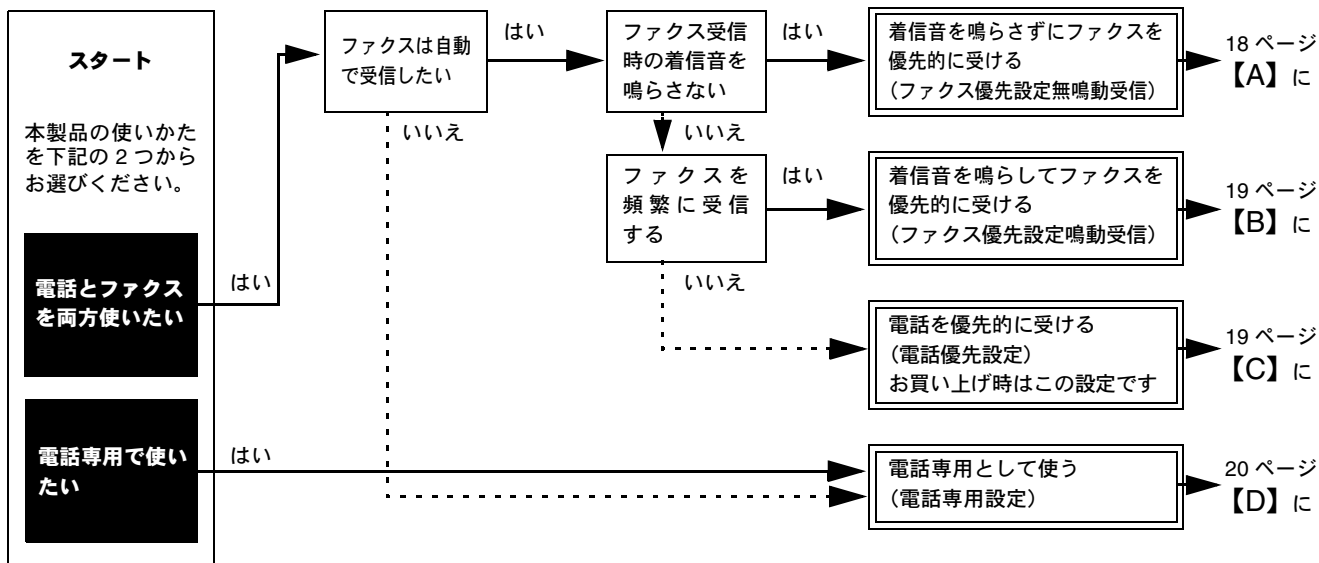 スタート
本製品の使いかた
を下記の 2 つから
お選びください。
電話とファクス
を両方使いたい
はい
電話専用で使い
たい
はい
ファクスは自動
で受信したい
はい
いいえ
ファクス受信
時の着信音を
鳴らさない
はい
いいえ
ファクスを
頻繁に受信
する
はい
いいえ
着信音を鳴らさずにファクスを
優先的に受ける
(ファクス優先設定無鳴動受信)
18 ページ
【A】に
着信音を鳴らしてファクスを
優先的に受ける
(ファクス優先設定鳴動受信)
19 ページ
【B】に
電話を優先的に受ける
(電話優先設定)
お買い上げ時はこの設定です
19 ページ
【C】に
電話専用として使う
(電話専用設定)
20 ページ
【D】に